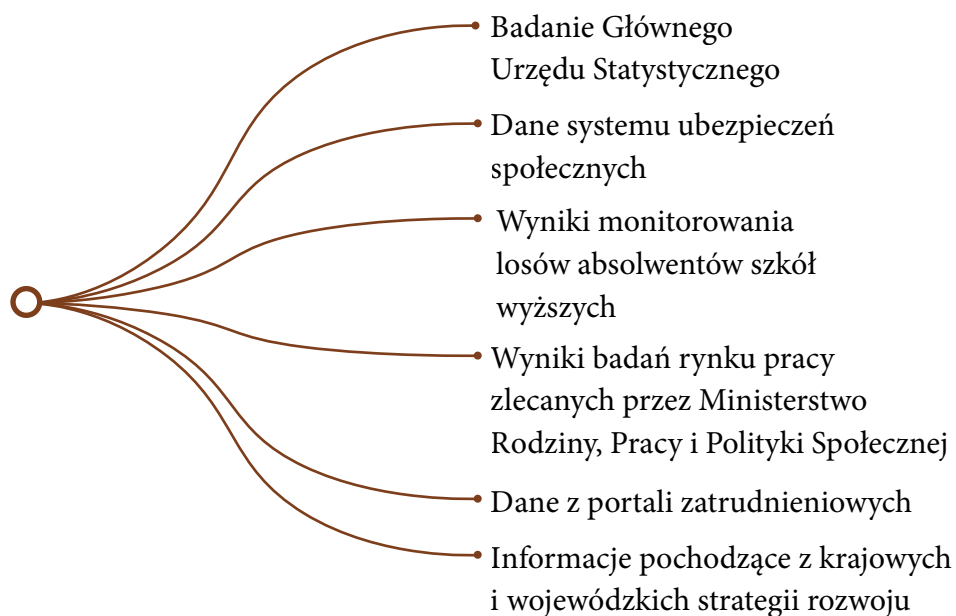 Badanie Głównego
Urzędu Statystycznego
Dane systemu ubezpieczeń
społecznych
Wyniki monitorowania
losów absolwentów szkół
wyższych
Wyniki badań rynku pracy
zlecanych przez Ministerstwo
Rodziny, Pracy i Polityki Społecznej
Dane z portali zatrudnieniowych
Informacje pochodzące z krajowych
i wojewódzkich strategii rozwoju